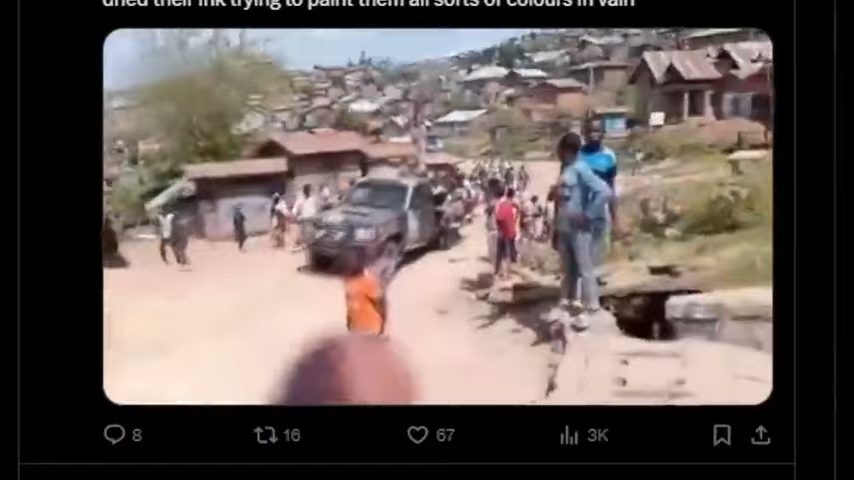 dried their ink trying to paint them all sorts of colours in vain
8 16 67 3K